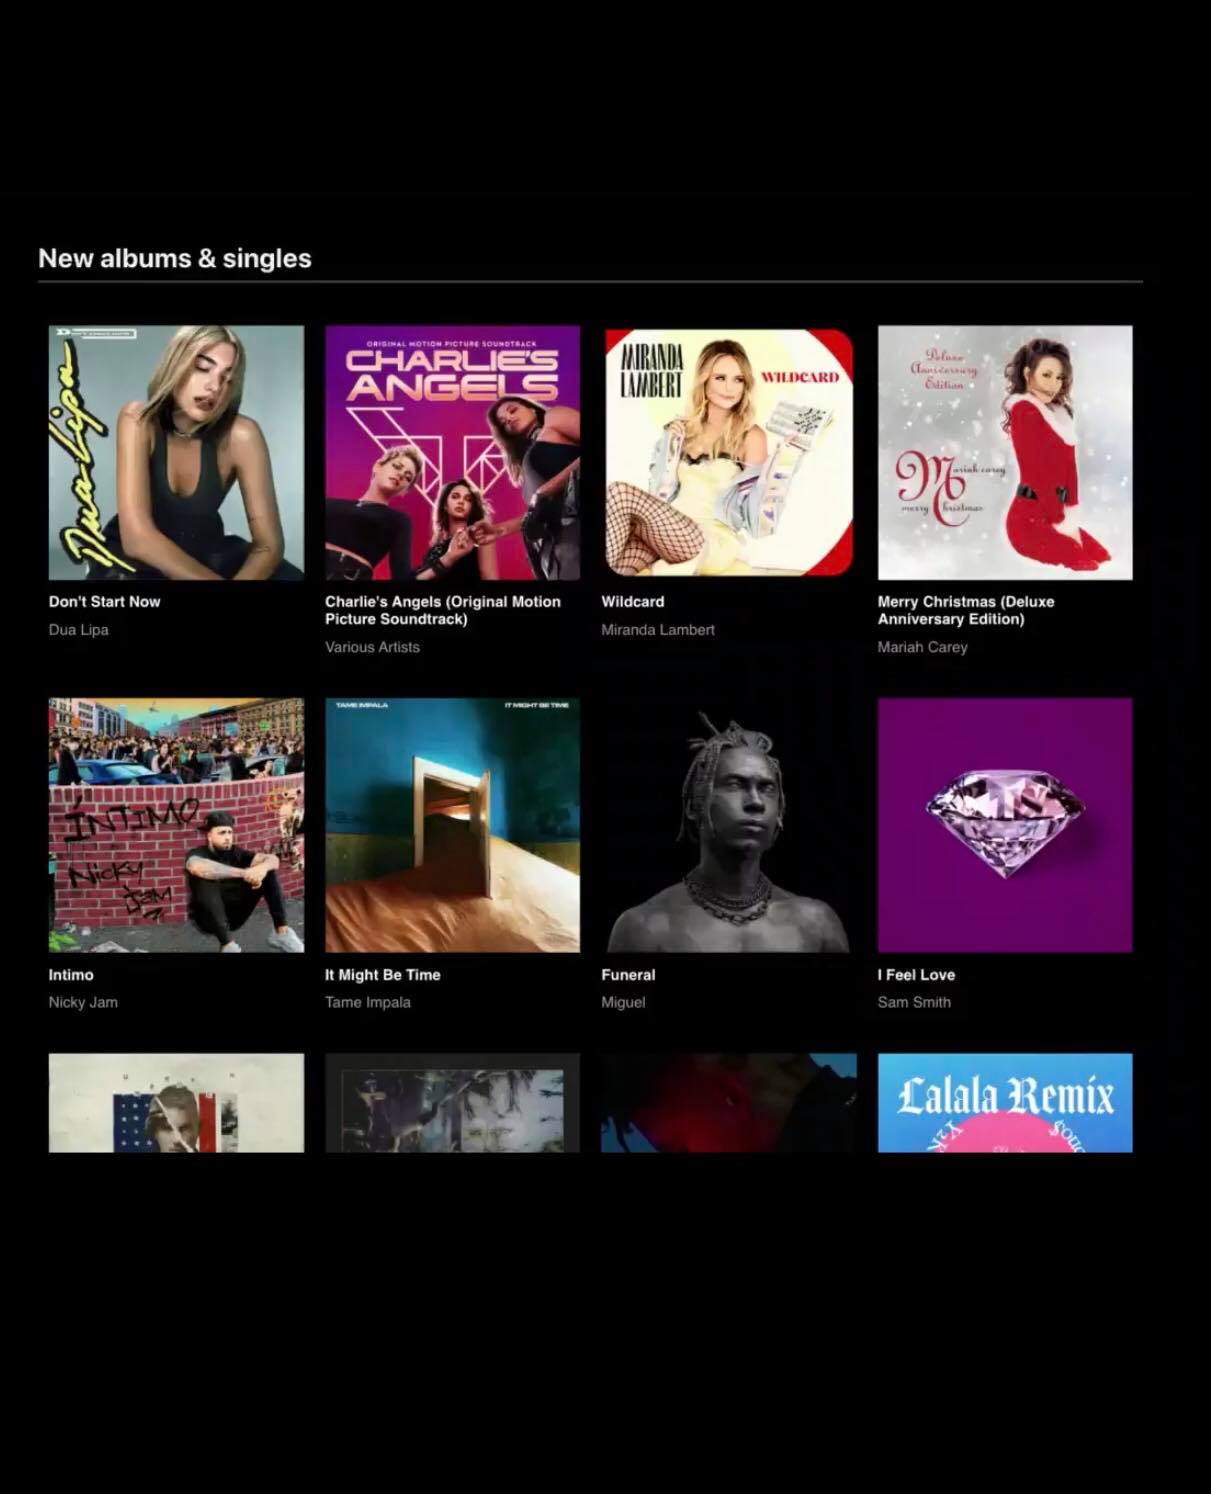 New albums & singles
Dua Lipa
ORIGINAL MOTION PICTURE SOUNDTRACK
CHARLIE'S
ANGELS
MIRANDA
LAMBERT
WILDCARD
Deluxe
Anniversary
Edition
Mariah carey
merry Christmas
Don't Start Now
Dua Lipa
Charlie's Angels (Original Motion
Picture Soundtrack)
Various Artists
Wildcard
Miranda Lambert
Merry Christmas (Deluxe
Anniversary Edition)
Mariah Carey
ÍNTIMO
Nicky
Jam
TAME IMPALA
IT MIGHT BE TIME
Intimo
Nicky Jam
It Might Be Time
Tame Impala
Funeral
Miguel
I Feel Love
Sam Smith
Lalala Remix